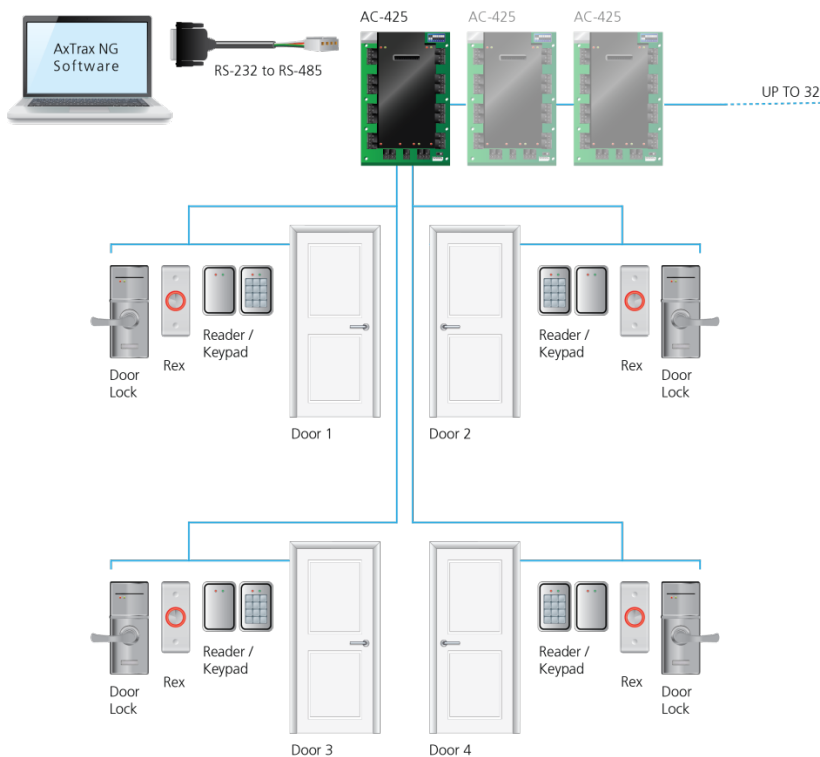 AC-425
AC-425
AC-425
AxTrax NG
Software
RS-232 to RS-485
UP TO 32
Reader /
Keypad
Rex
Door
Lock
Door 1
Reader /
Keypad
Rex
Door
Lock
Door 2
Reader /
Keypad
Rex
Door
Lock
Door 3
Reader /
Keypad
Rex
Door
Lock
Door 4